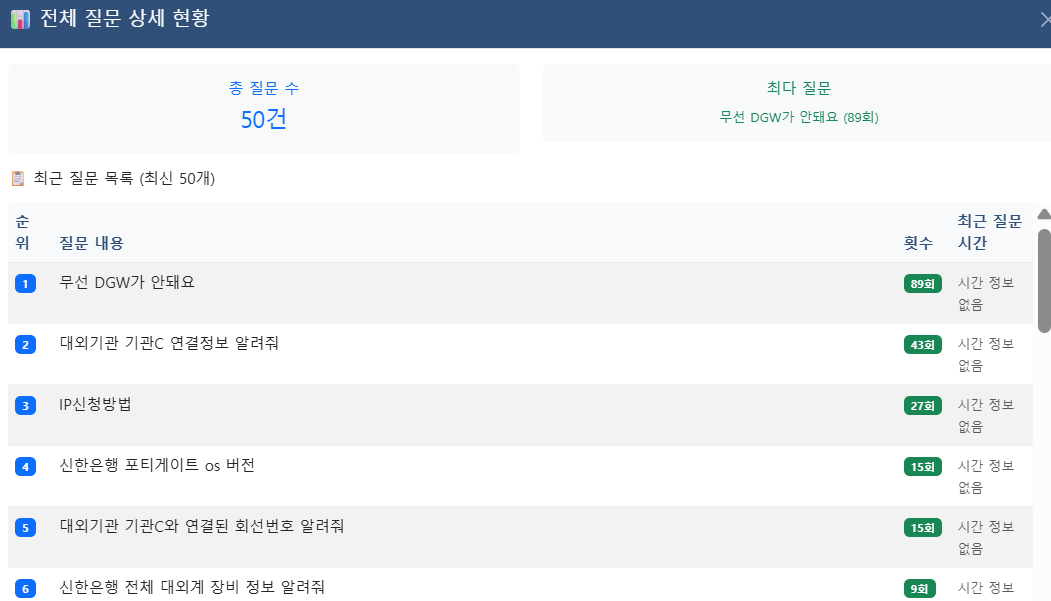 전체 질문 상세 현황
총 질문 수
50건
최다 질문
무선 DGW가 안돼요 (89회)
최근 질문 목록 (최신 50개)
순위 질문 내용 횟수 최근 질문 시간
1 무선 DGW가 안돼요 89회 시간 정보 없음
2 대외기관 기관C 연결정보 알려줘 43회 시간 정보 없음
3 IP신청방법 27회 시간 정보 없음
4 신한은행 포티게이트 os 버전 15회 시간 정보 없음
5 대외기관 기관C와 연결된 회선번호 알려줘 15회 시간 정보 없음
6 신한은행 전체 대외계 장비 정보 알려줘 9회 시간 정보